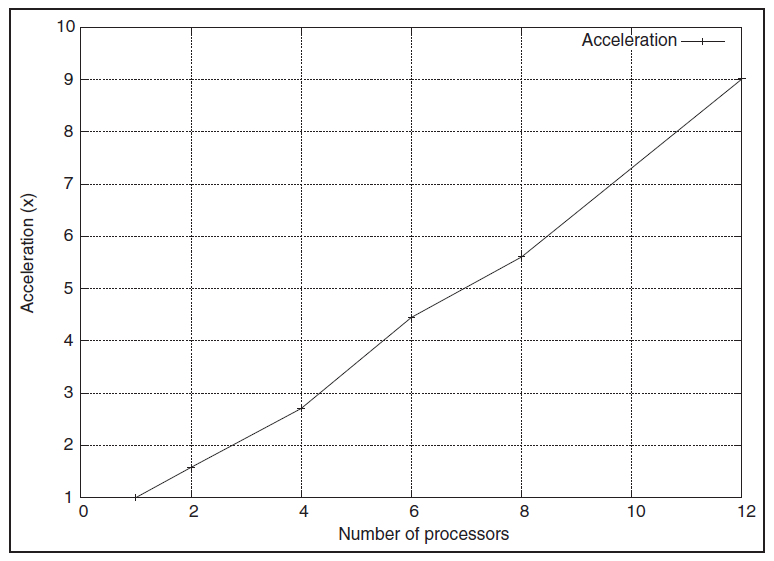 10
Acceleration
9
8
7
6
5
4
3
2
1
Acceleration (x)
0 2 4 6 8 10 12
Number of processors